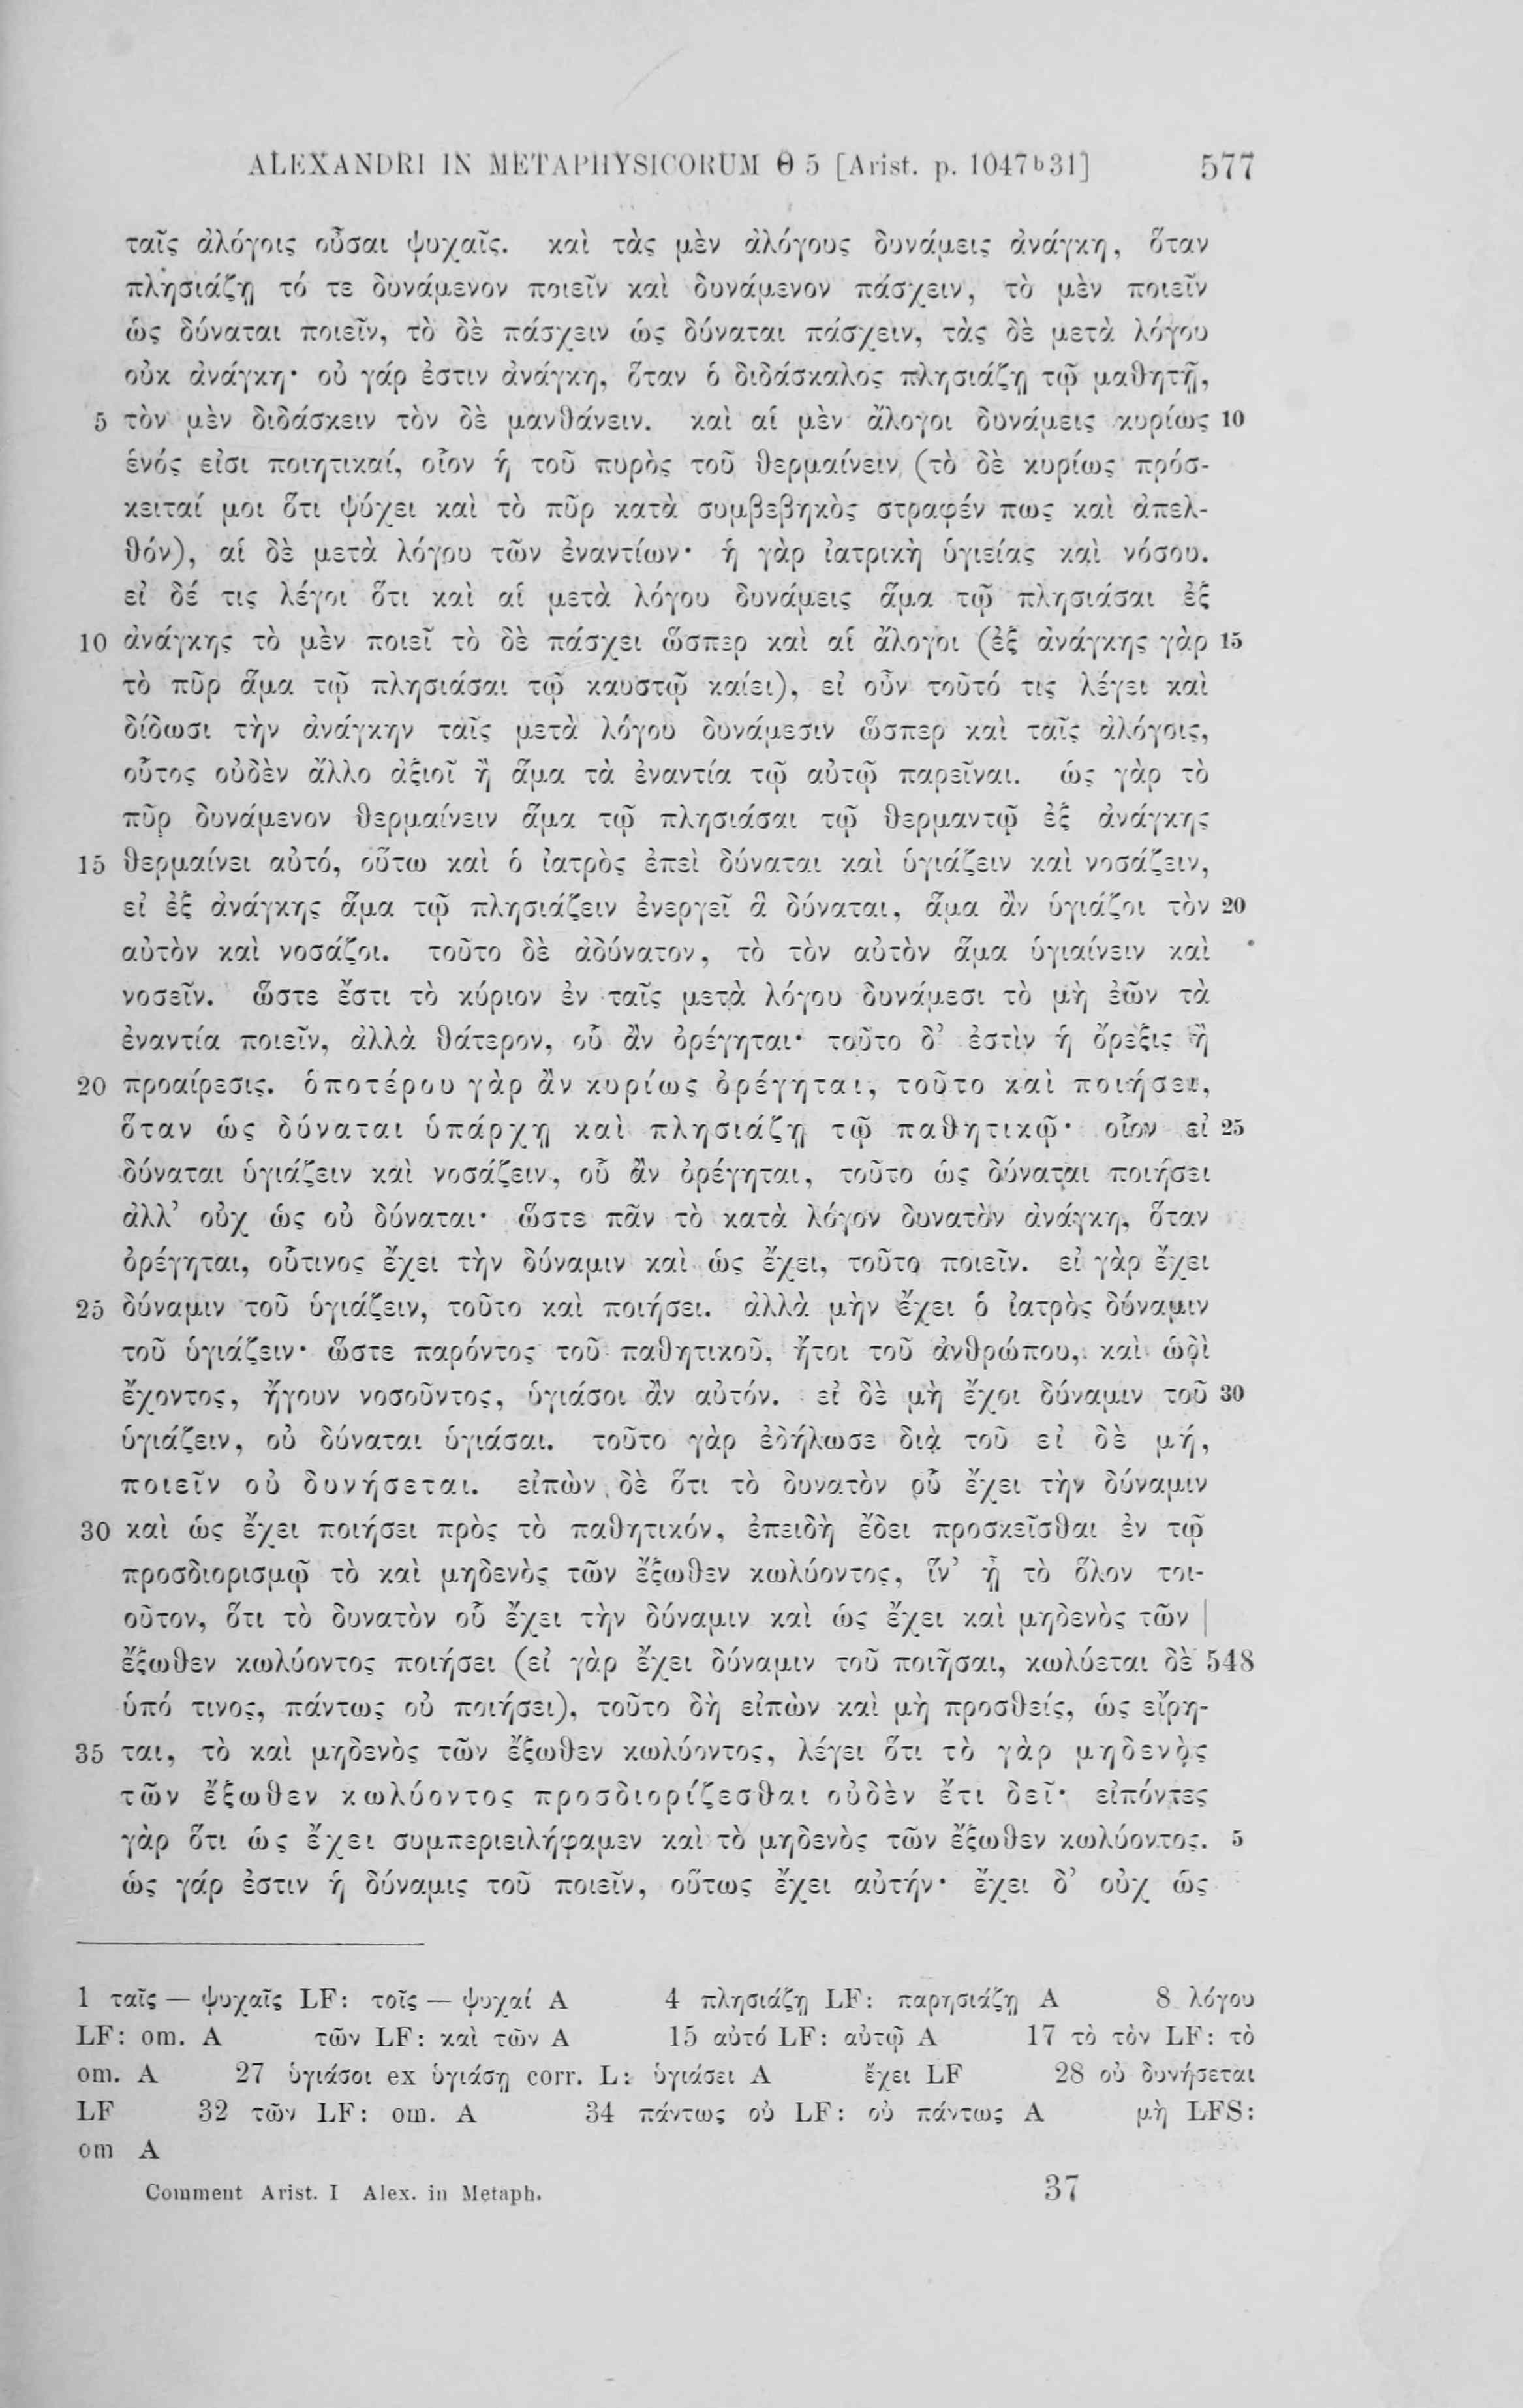 ALEXANDRI IN METAPHYSICORUM Θ 5 [Arist. p. 1047b31] 577
ταῖς ἀλόγοις οὖσαι ψυχαῖς. καὶ τὰς μὲν ἀλόγους δυνάμεις ἀνάγκη, ὅταν
πλησιάζῃ τό τε δυνάμενον ποιεῖν καὶ δυνάμενον πάσχειν, τὸ μὲν ποιεῖν
ὡς δύναται ποιεῖν, τὸ δὲ πάσχειν ὡς δύναται πάσχειν, τὰς δὲ μετὰ λόγου
οὐκ ἀνάγκη· οὐ γάρ ἐστιν ἀνάγκη, ὅταν ὁ διδάσκαλος πλησιάζῃ τῷ μαθητῇ,
5 τὸν μὲν διδάσκειν τὸν δὲ μανθάνειν. καὶ αἱ μὲν ἄλογοι δυνάμεις κυρίως 10
ἑνός εἰσι ποιητικαί, οἷον ἡ τοῦ πυρὸς τοῦ θερμαίνειν (τὸ δὲ κυρίως πρόσ-
κειταί μοι ὅτι ψύχει καὶ τὸ πῦρ κατὰ συμβεβηκὸς στραφέν πως καὶ ἀπελ-
θόν), αἱ δὲ μετὰ λόγου τῶν ἐναντίων· ἡ γὰρ ἰατρικὴ ὑγιείας καὶ νόσου.
εἰ δέ τις λέγοι ὅτι καὶ αἱ μετὰ λόγου δυνάμεις ἅμα τῷ πλησιάσαι ἐξ
10 ἀνάγκης τὸ μὲν ποιεῖ τὸ δὲ πάσχει ὥσπερ καὶ αἱ ἄλογοι (ἐξ ἀνάγκης γὰρ 15
τὸ πῦρ ἅμα τῷ πλησιάσαι τῷ καυστῷ καίει), εἰ οὖν τοῦτό τις λέγει καὶ
δίδωσι τὴν ἀνάγκην ταῖς μετὰ λόγου δυνάμεσιν ὥσπερ καὶ ταῖς ἀλόγοις,
οὗτος οὐδὲν ἄλλο ἀξιοῖ ἢ ἅμα τὰ ἐναντία τῷ αὐτῷ παρεῖναι. ὡς γὰρ τὸ
πῦρ δυνάμενον θερμαίνειν ἅμα τῷ πλησιάσαι τῷ θερμαντῷ ἐξ ἀνάγκης
15 θερμαίνει αὐτό, οὕτω καὶ ὁ ἰατρὸς ἐπεὶ δύναται καὶ ὑγιάζειν καὶ νοσάζειν,
εἰ ἐξ ἀνάγκης ἅμα τῷ πλησιάζειν ἐνεργεῖ ἃ δύναται, ἅμα ἂν ὑγιάζοι τὸν 20
αὐτὸν καὶ νοσάζοι. τοῦτο δὲ ἀδύνατον, τὸ τὸν αὐτὸν ἅμα ὑγιαίνειν καὶ
νοσεῖν. ὥστε ἔστι τὸ κύριον ἐν ταῖς μετὰ λόγου δυνάμεσι τὸ μὴ ἐῶν τὰ
ἐναντία ποιεῖν, ἀλλὰ θάτερον, οὗ ἂν ὀρέγηται· τοῦτο δ’ ἐστὶν ἡ ὄρεξις ἢ
20 προαίρεσις. ὁποτέρου γὰρ ἂν κυρίως ὀρέγηται, τοῦτο καὶ ποιήσει,
ὅταν ὡς δύναται ὑπάρχῃ καὶ πλησιάζῃ τῷ παθητικῷ· οἷον εἰ 25
δύναται ὑγιάζειν καὶ νοσάζειν, οὗ ἂν ὀρέγηται, τοῦτο ὡς δύναται ποιήσει
ἀλλ’ οὐχ ὡς οὐ δύναται· ὥστε πᾶν τὸ κατὰ λόγον δυνατὸν ἀνάγκη, ὅταν
ὀρέγηται, οὗτινος ἔχει τὴν δύναμιν καὶ ὡς ἔχει, τοῦτο ποιεῖν. εἰ γὰρ ἔχει
25 δύναμιν τοῦ ὑγιάζειν, τοῦτο καὶ ποιήσει. ἀλλὰ μὴν ἔχει ὁ ἰατρὸς δύναμιν
τοῦ ὑγιάζειν· ὥστε παρόντος τοῦ παθητικοῦ, ἤτοι τοῦ ἀνθρώπου, καὶ ὡδὶ
ἔχοντος, ἤγουν νοσοῦντος, ὑγιάσοι ἂν αὐτόν. εἰ δὲ μὴ ἔχοι δύναμιν τοῦ 30
ὑγιάζειν, οὐ δύναται ὑγιάσαι. τοῦτο γὰρ ἐδήλωσε διὰ τοῦ εἰ δὲ μή,
ποιεῖν οὐ δυνήσεται. εἰπὼν δὲ ὅτι τὸ δυνατὸν οὗ ἔχει τὴν δύναμιν
30 καὶ ὡς ἔχει ποιήσει πρὸς τὸ παθητικόν, ἐπειδὴ ἔδει προσκεῖσθαι ἐν τῷ
προσδιορισμῷ τὸ καὶ μηδενὸς τῶν ἔξωθεν κωλύοντος, ἵν’ ᾖ τὸ ὅλον τοι-
οῦτον, ὅτι τὸ δυνατὸν οὗ ἔχει τὴν δύναμιν καὶ ὡς ἔχει καὶ μηδενὸς τῶν |
ἔξωθεν κωλύοντος ποιήσει (εἰ γὰρ ἔχει δύναμιν τοῦ ποιῆσαι, κωλύεται δὲ 548
ὑπό τινος, πάντως οὐ ποιήσει), τοῦτο δὴ εἰπὼν καὶ μὴ προσθείς, ὡς εἴρη-
35 ται, τὸ καὶ μηδενὸς τῶν ἔξωθεν κωλύοντος, λέγει ὅτι τὸ γὰρ μηδενὸς
τῶν ἔξωθεν κωλύοντος προσδιορίζεσθαι οὐδὲν ἔτι δεῖ· εἰπόντες
γὰρ ὅτι ὡς ἔχει συμπεριειλήφαμεν καὶ τὸ μηδενὸς τῶν ἔξωθεν κωλύοντος. 5
ὡς γάρ ἐστιν ἡ δύναμις τοῦ ποιεῖν, οὕτως ἔχει αὐτήν· ἔχει δ’ οὐχ ὡς
1 ταῖς — ψυχαῖς LF: τοῖς — ψυχαί A 4 πλησιάζῃ LF: παρησιάζῃ A 8 λόγου
LF: om. A τῶν LF: καὶ τῶν A 15 αὐτό LF: αὐτῷ A 17 τὸ τὸν LF: τὸ
om. A 27 ὑγιάσοι ex ὑγιάσῃ corr. L: ὑγιάσει A ἔχει LF 28 οὐ δυνήσεται
LF 32 τῶν LF: om. A 34 πάντως οὐ LF: οὐ πάντως A μὴ LFS:
om A
Comment Arist. I Alex. in Metaph. 37